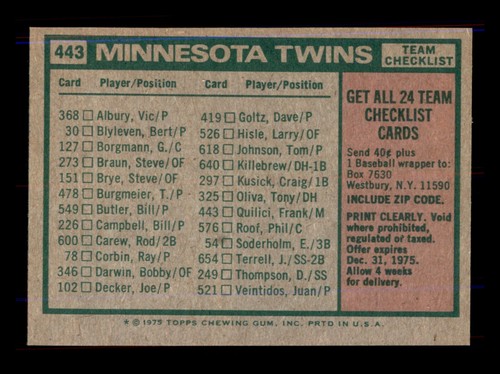 443 MINNESOTA TWINS TEAM CHECKLIST
Card Player/Position Card Player/Position
368 Albury, Vic/P
30 Blyleven, Bert/P
127 Borgmann, G./C
273 Braun, Steve/OF
151 Brye, Steve/OF
478 Burgmeier, T./P
549 Butler, Bill/P
226 Campbell, Bill/P
600 Carew, Rod/2B
78 Corbin, Ray/P
346 Darwin, Bobby/OF
102 Decker, Joe/P
419 Goltz, Dave/P
526 Hisle, Larry/OF
618 Johnson, Tom/P
640 Killebrew/DH-1B
297 Kusick, Craig/1B
325 Oliva, Tony/DH
443 Quilici, Frank/M
576 Roof, Phil/C
54 Soderholm, E./3B
654 Terrell, J./SS-2B
249 Thompson, D./SS
521 Veintidos, Juan/P
GET ALL 24 TEAM
CHECKLIST
CARDS
Send 40¢ plus
1 Baseball wrapper to:
Box 7630
Westbury, N.Y. 11590
INCLUDE ZIP CODE.
PRINT CLEARLY. Void
where prohibited,
regulated or taxed.
Offer expires
Dec. 31, 1975.
Allow 4 weeks
for delivery.
* © 1975 TOPPS CHEWING GUM, INC. PRTD IN U.S.A.